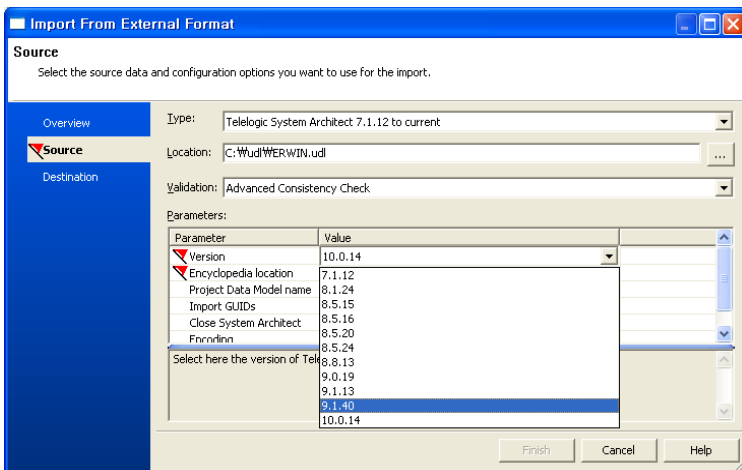 Import From External Format
Source
Select the source data and configuration options you want to use for the import.
Overview
Source
Destination
Type: Telelogic System Architect 7.1.12 to current
Location: C:₩udl₩ERWIN.udl ...
Validation: Advanced Consistency Check
Parameters:
Parameter Value
Version 10.0.14
Encyclopedia location
Project Data Model name
Import GUIDs
Close System Architect
Encoding
7.1.12
8.1.24
8.5.15
8.5.16
8.5.20
8.5.24
8.8.13
9.0.19
9.1.13
9.1.40
10.0.14
Select here the version of Tele
Finish Cancel Help